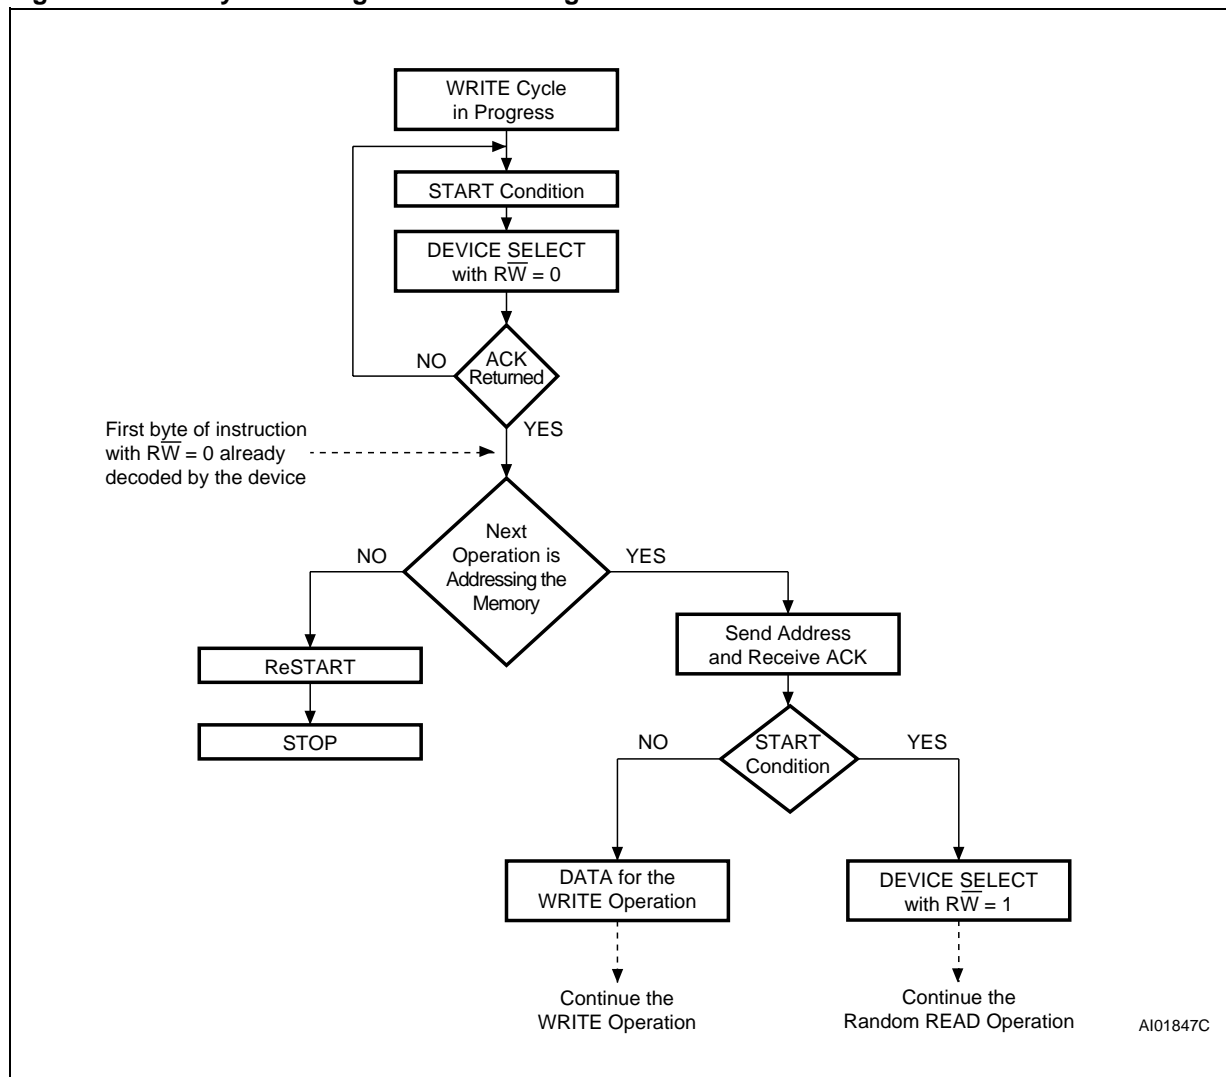 WRITE Cycle
in Progress
START Condition
DEVICE SELECT
with RW̅ = 0
NO
ACK
Returned
YES
First byte of instruction
with RW̅ = 0 already
decoded by the device
Next
Operation is
Addressing the
Memory
NO
YES
Send Address
and Receive ACK
ReSTART
STOP
NO
START
Condition
YES
DATA for the
WRITE Operation
DEVICE SELECT
with RW̅ = 1
Continue the
WRITE Operation
Continue the
Random READ Operation
AI01847C